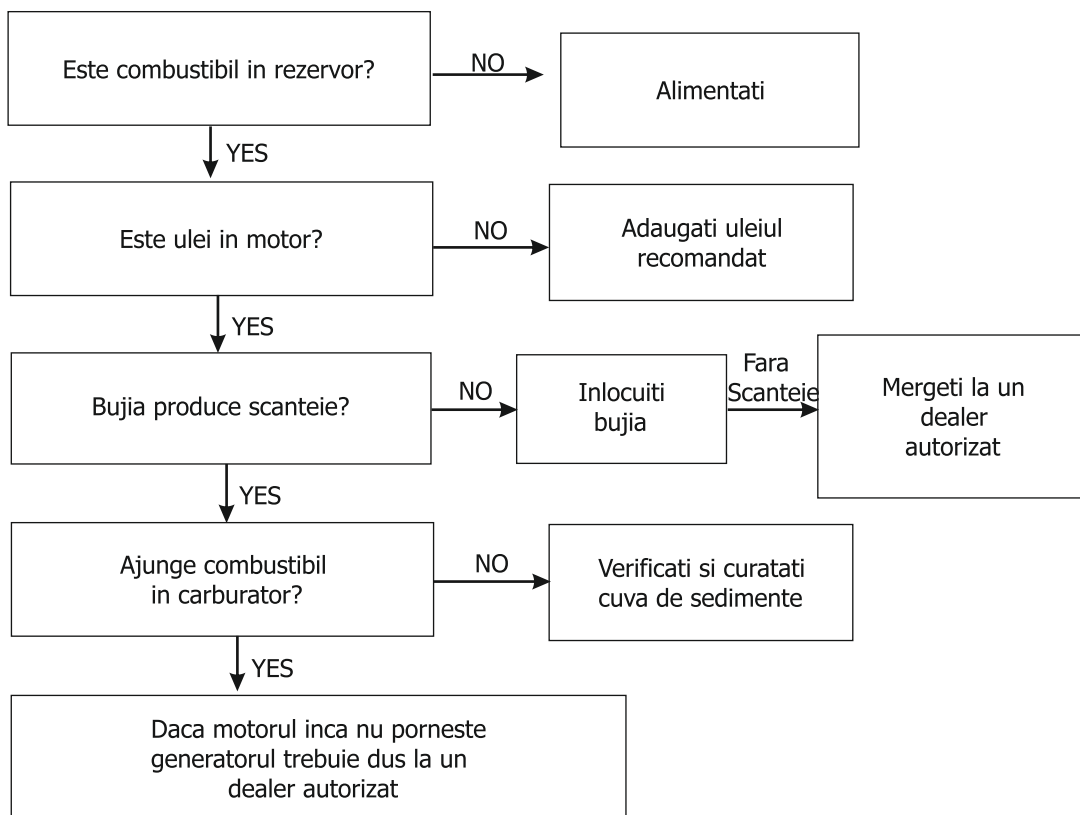 Este combustibil in rezervor?
NO
Alimentati
YES
Este ulei in motor?
NO
Adaugati uleiul
recomandat
YES
Bujia produce scanteie?
NO
Inlocuiti
bujia
Fara
Scanteie
Mergeti la un
dealer
autorizat
YES
Ajunge combustibil
in carburator?
NO
Verificati si curatati
cuva de sedimente
YES
Daca motorul inca nu porneste
generatorul trebuie dus la un
dealer autorizat